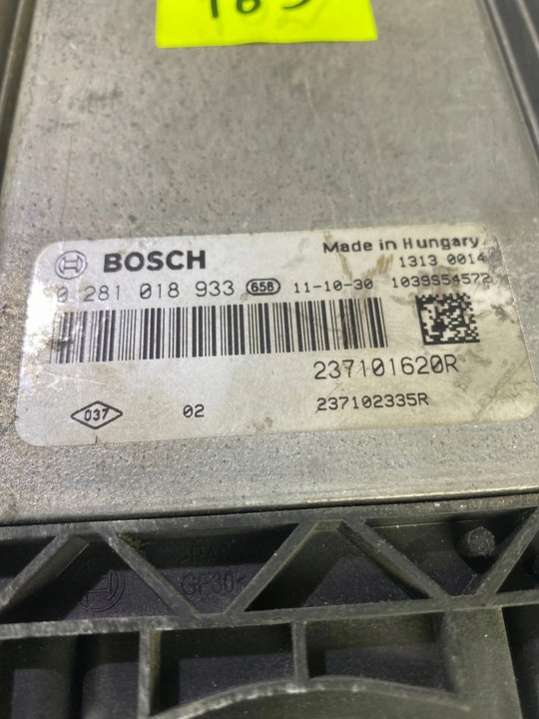 BOSCH
Made in Hungary
1313 0014
0 281 018 933 658 11-10-30 1039S54572
237101620R
037 02 237102335R
GF30